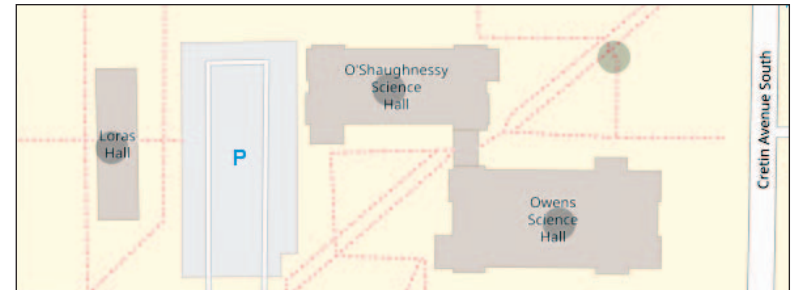 O'Shaughnessy
Science
Hall
Loras
Hall
P
Cretin Avenue South
Owens
Science
Hall